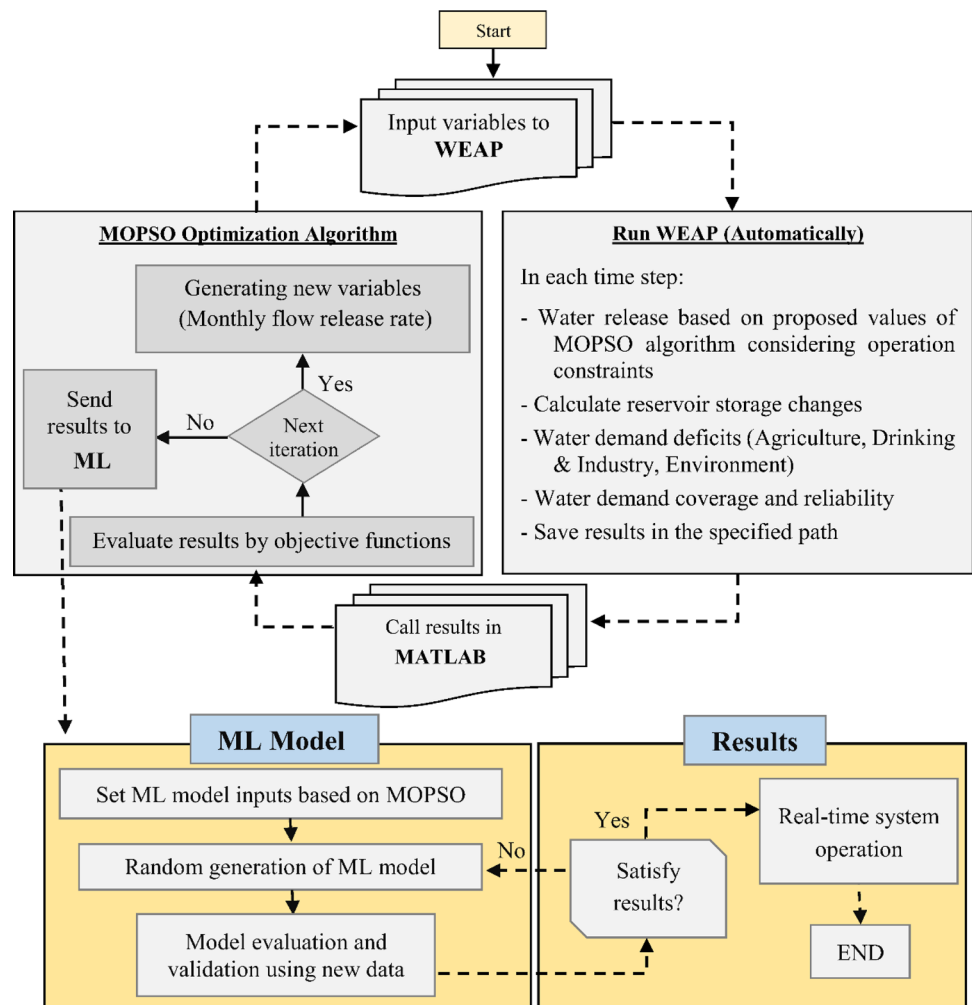 Start
Input variables to
WEAP
MOPSO Optimization Algorithm
Generating new variables
(Monthly flow release rate)
Yes
No
Next
iteration
Send
results to
ML
Evaluate results by objective functions
Run WEAP (Automatically)
In each time step:
- Water release based on proposed values of
MOPSO algorithm considering operation
constraints
- Calculate reservoir storage changes
- Water demand deficits (Agriculture, Drinking
& Industry, Environment)
- Water demand coverage and reliability
- Save results in the specified path
Call results in
MATLAB
ML Model
Set ML model inputs based on MOPSO
Random generation of ML model
Model evaluation and
validation using new data
Results
Yes
No
Satisfy
results?
Real-time system
operation
END